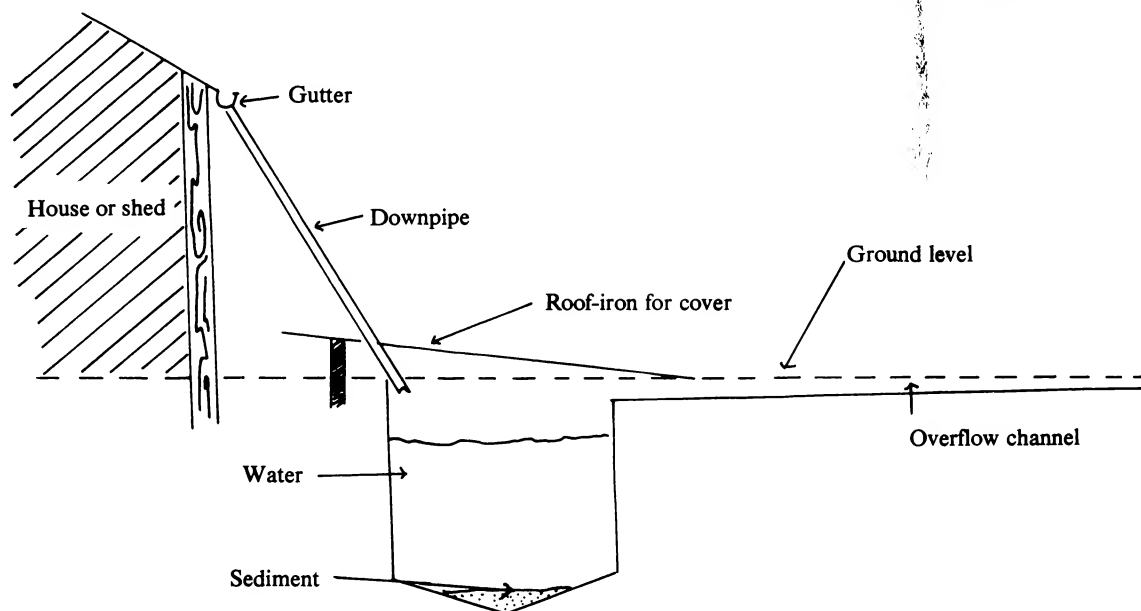 Gutter
House or shed
Downpipe
Ground level
Roof-iron for cover
Overflow channel
Water
Sediment